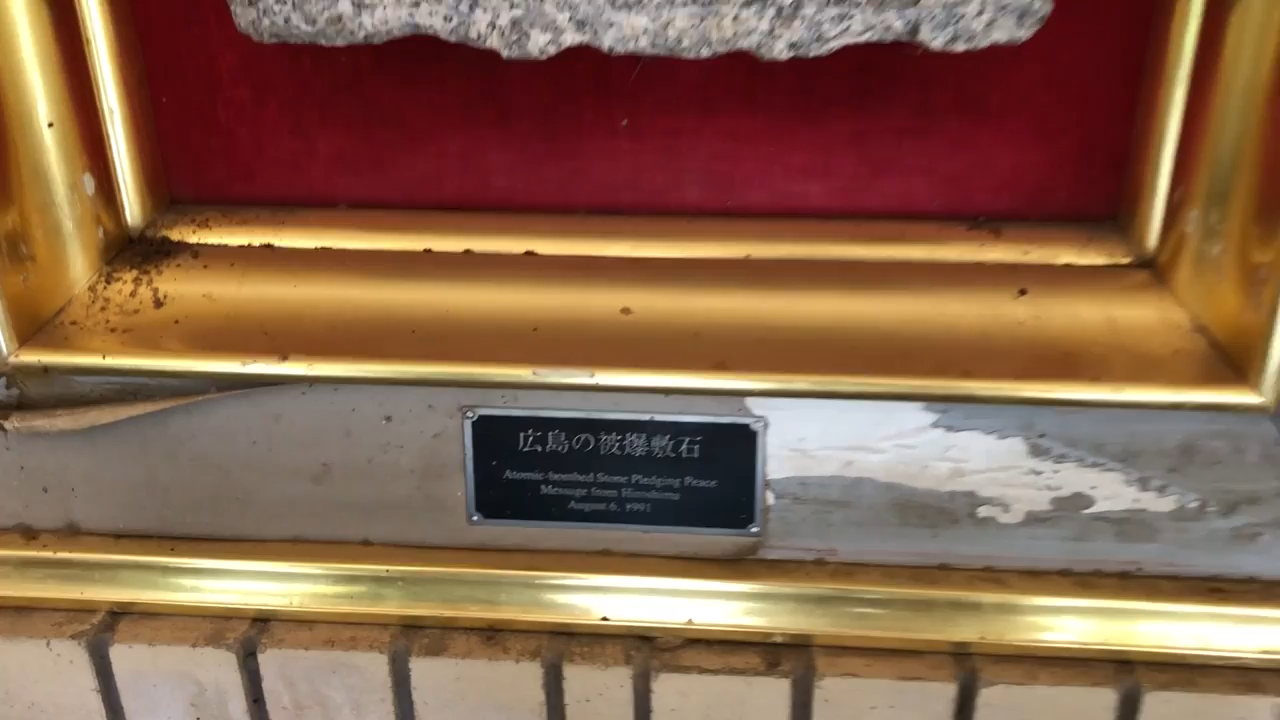 広島の被爆敷石
Atomic-bombed Stone Pledging Peace
Message from Hiroshima
August 6, 1991